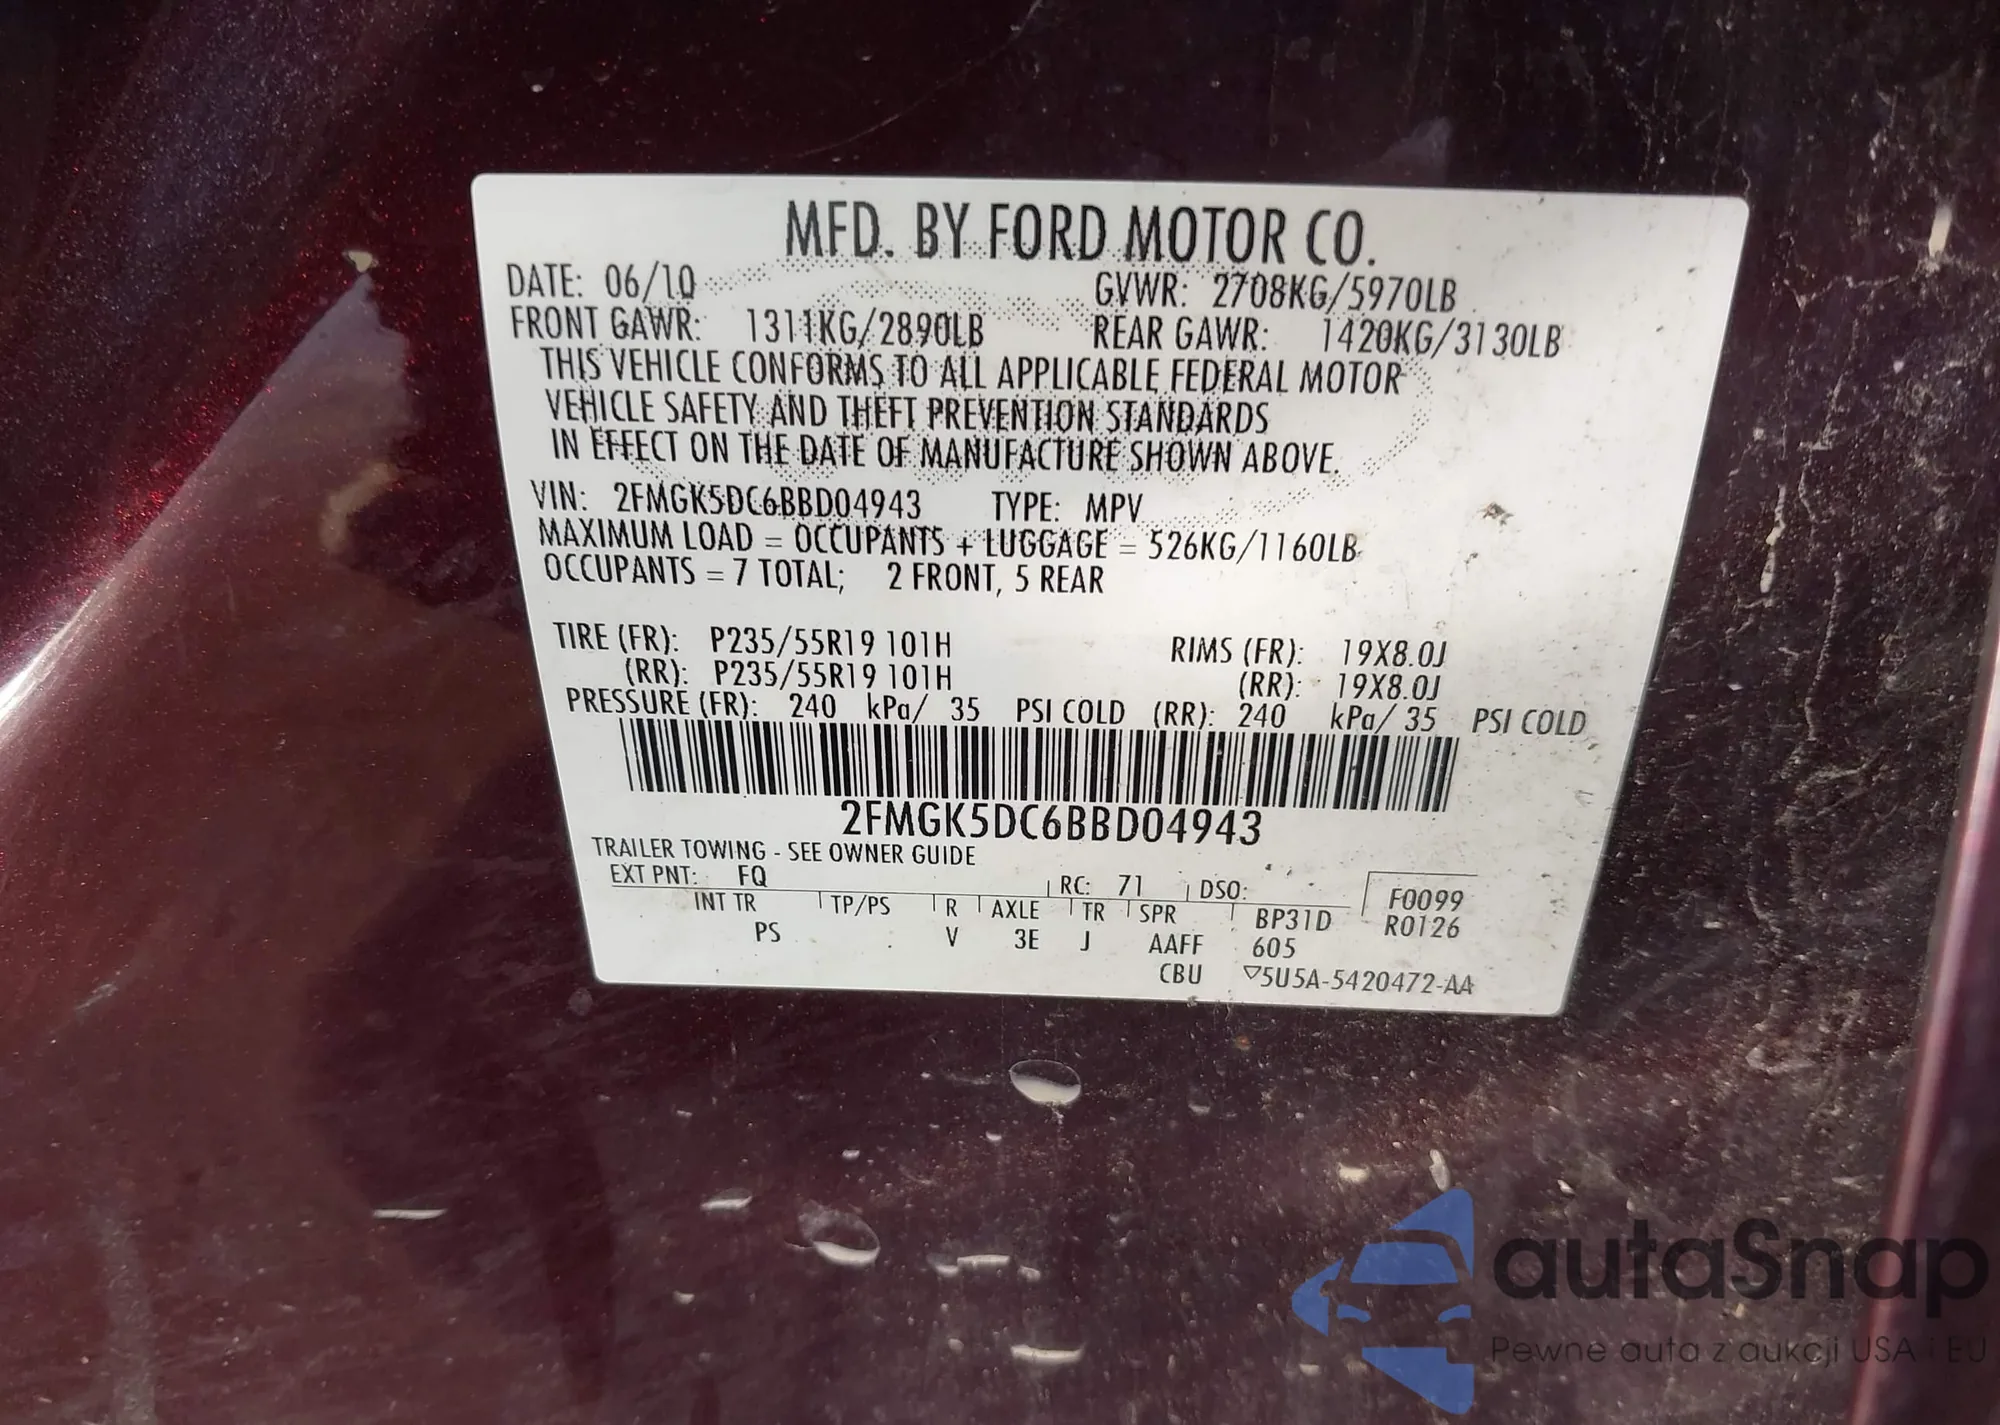 MFD. BY FORD MOTOR CO.
DATE: 06/10 GVWR: 2708KG/5970LB
FRONT GAWR: 1311KG/2890LB REAR GAWR: 1420KG/3130LB
THIS VEHICLE CONFORMS TO ALL APPLICABLE FEDERAL MOTOR
VEHICLE SAFETY AND THEFT PREVENTION STANDARDS
IN EFFECT ON THE DATE OF MANUFACTURE SHOWN ABOVE.
VIN: 2FMGK5DC6BBD04943 TYPE: MPV
MAXIMUM LOAD = OCCUPANTS + LUGGAGE = 526KG/1160LB
OCCUPANTS = 7 TOTAL; 2 FRONT, 5 REAR
TIRE (FR): P235/55R19 101H RIMS (FR): 19X8.0J
(RR): P235/55R19 101H (RR): 19X8.0J
PRESSURE (FR): 240 kPa/ 35 PSI COLD (RR): 240 kPa/ 35 PSI COLD
2FMGK5DC6BBD04943
TRAILER TOWING - SEE OWNER GUIDE
EXT PNT: FQ RC: 71 DSO: F0099
INT TR TP/PS R AXLE TR SPR BP31D R0126
PS V 3E J AAFF 605
CBU ▽5U5A-5420472-AA
autaSnap
Pewne auta z aukcji USA i EU